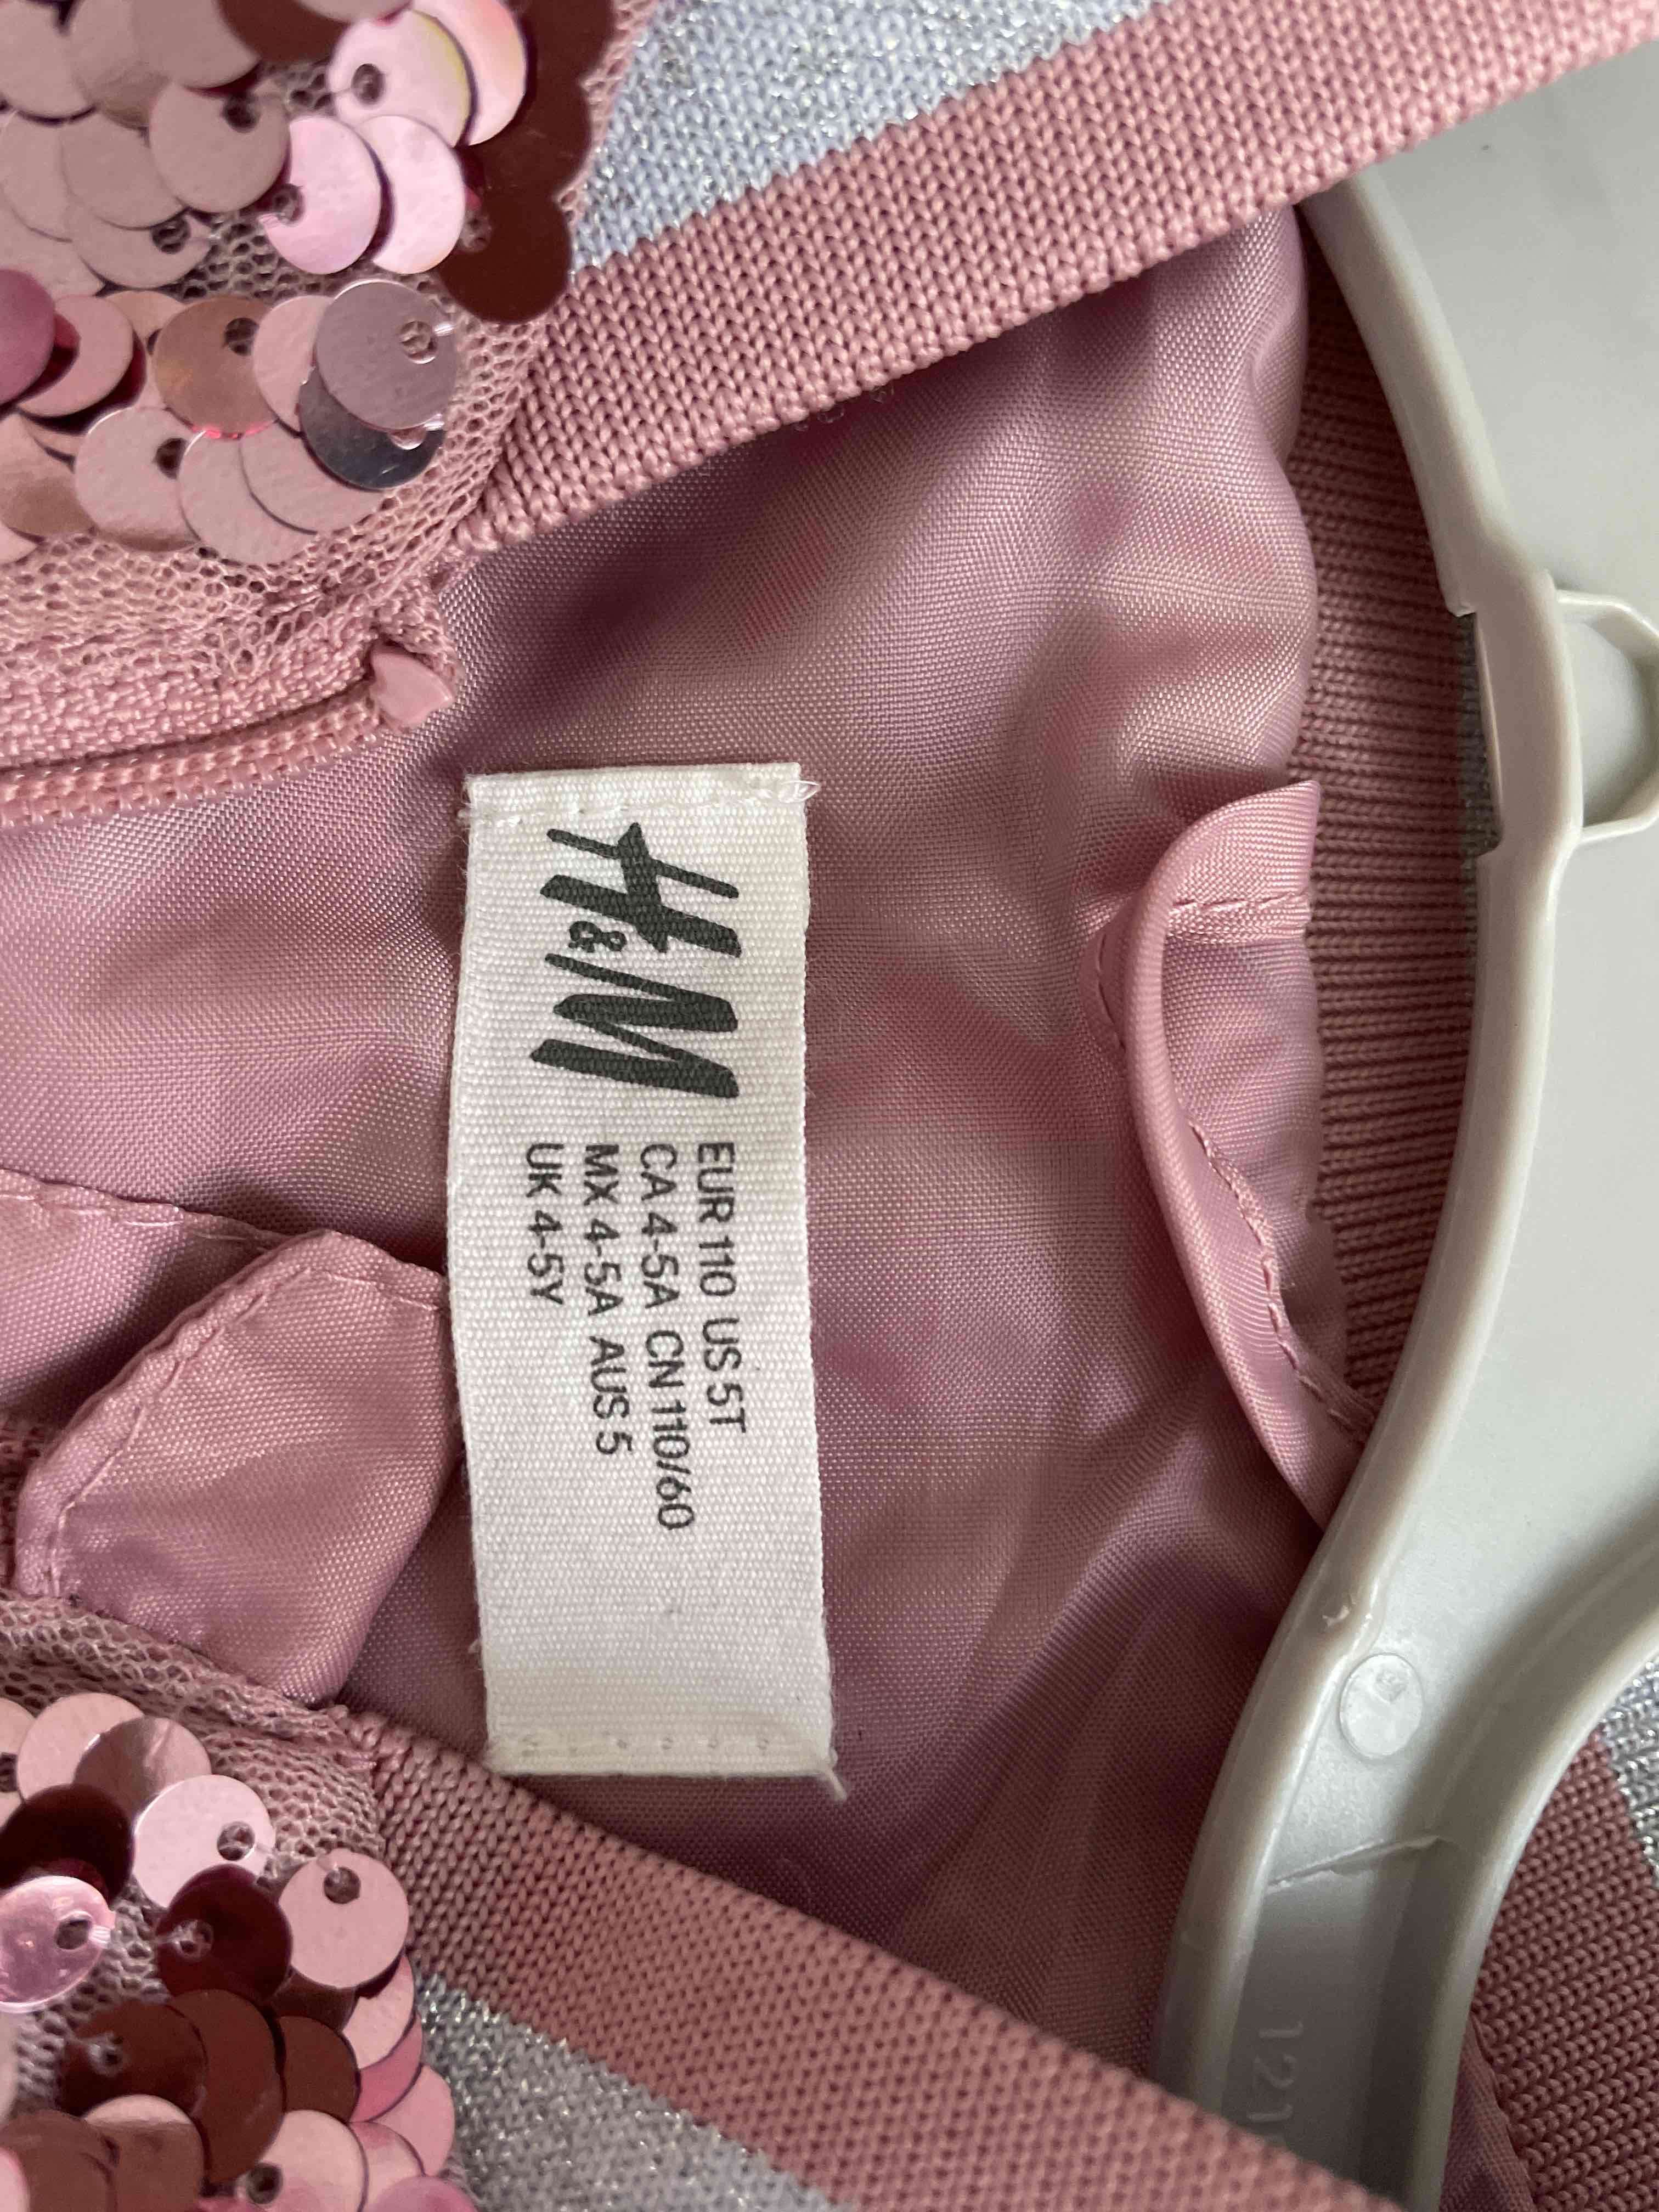 H&M
EUR 110 US 5T
CA 4-5A CN 110/60
MX 4-5A AUS 5
UK 4-5Y